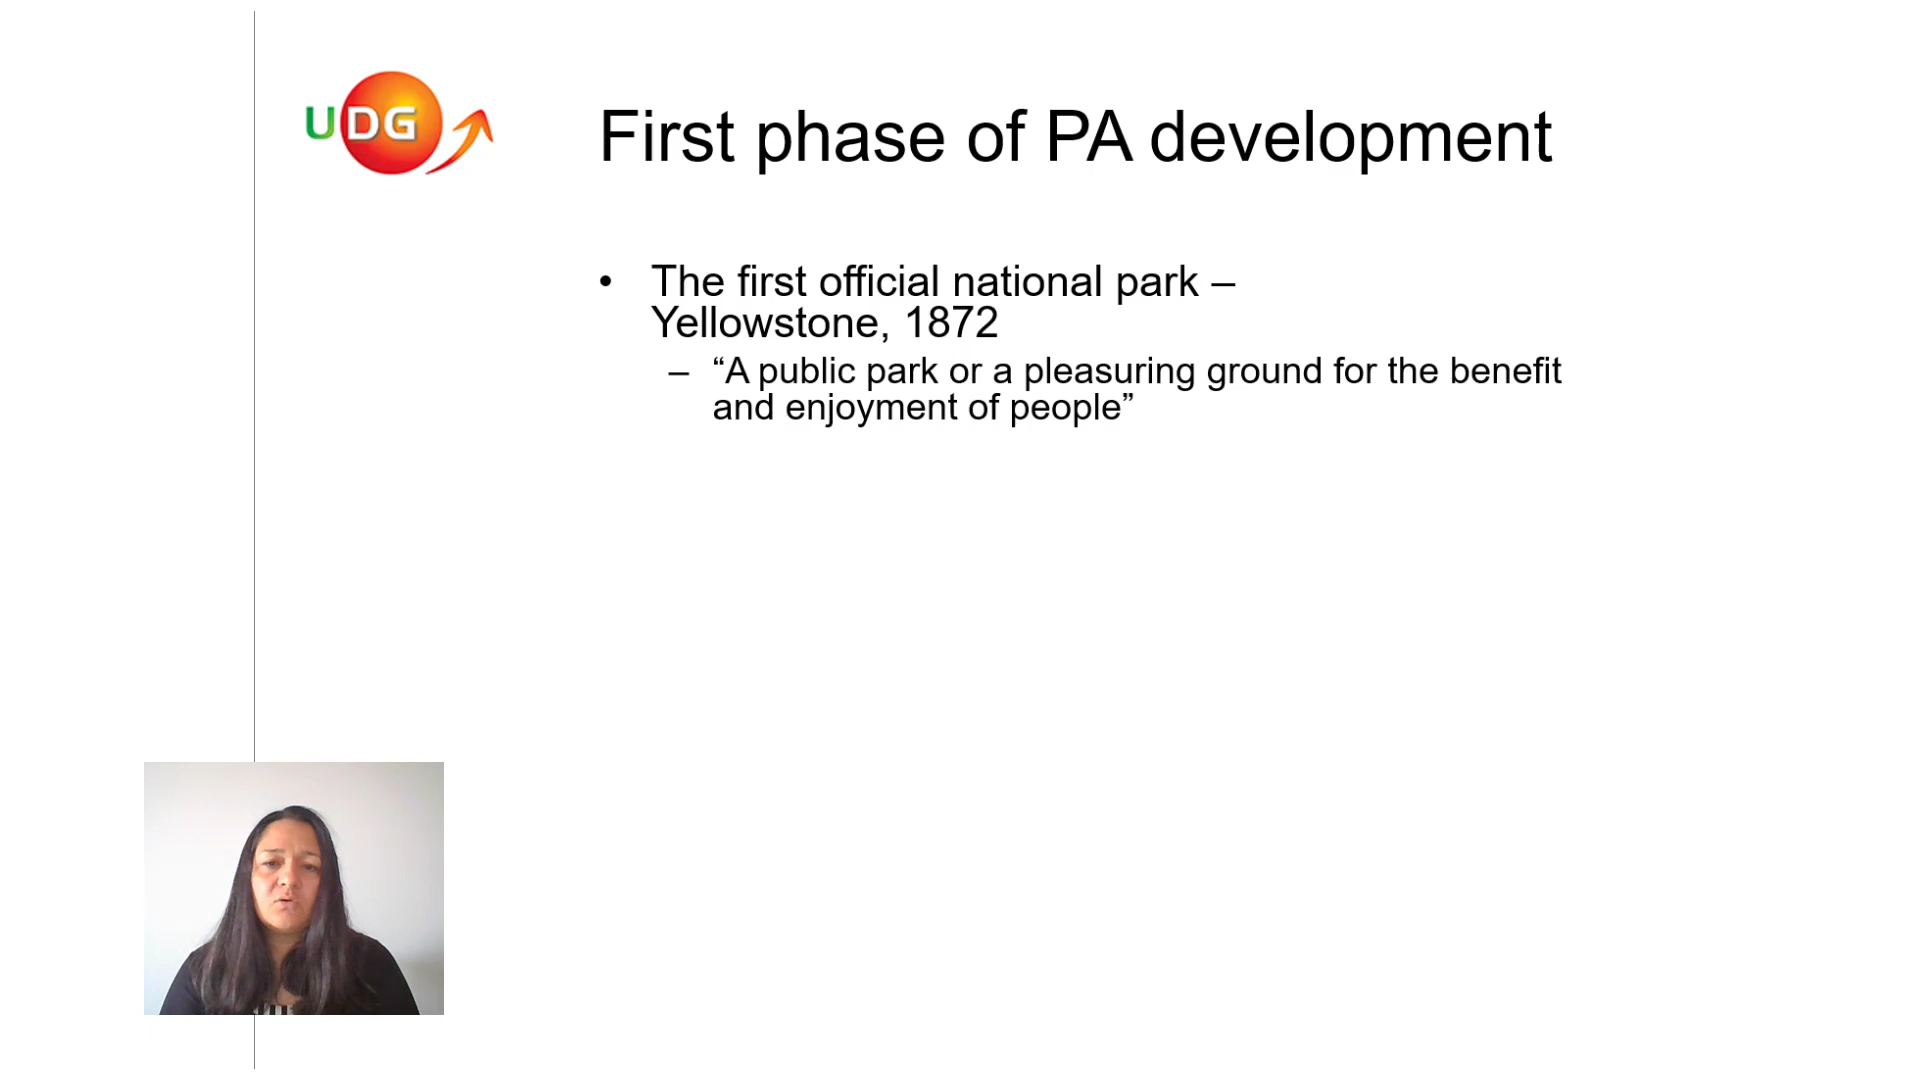 UDG
First phase of PA development
• The first official national park –
Yellowstone, 1872
– “A public park or a pleasuring ground for the benefit
and enjoyment of people”